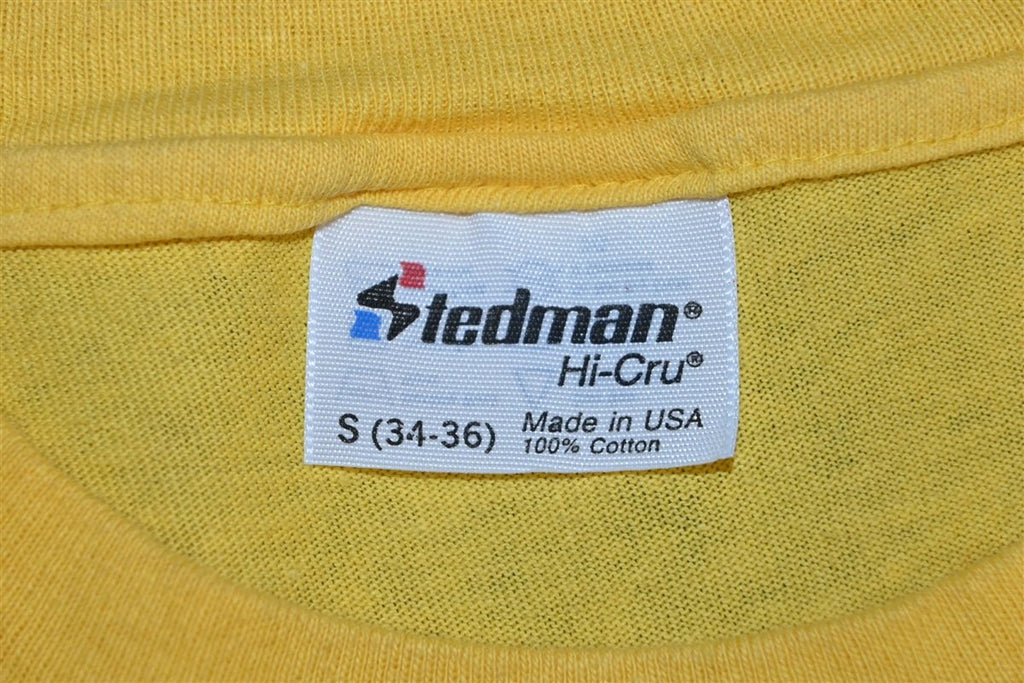 Stedman®
Hi-Cru®
S (34-36) Made in USA
100% Cotton